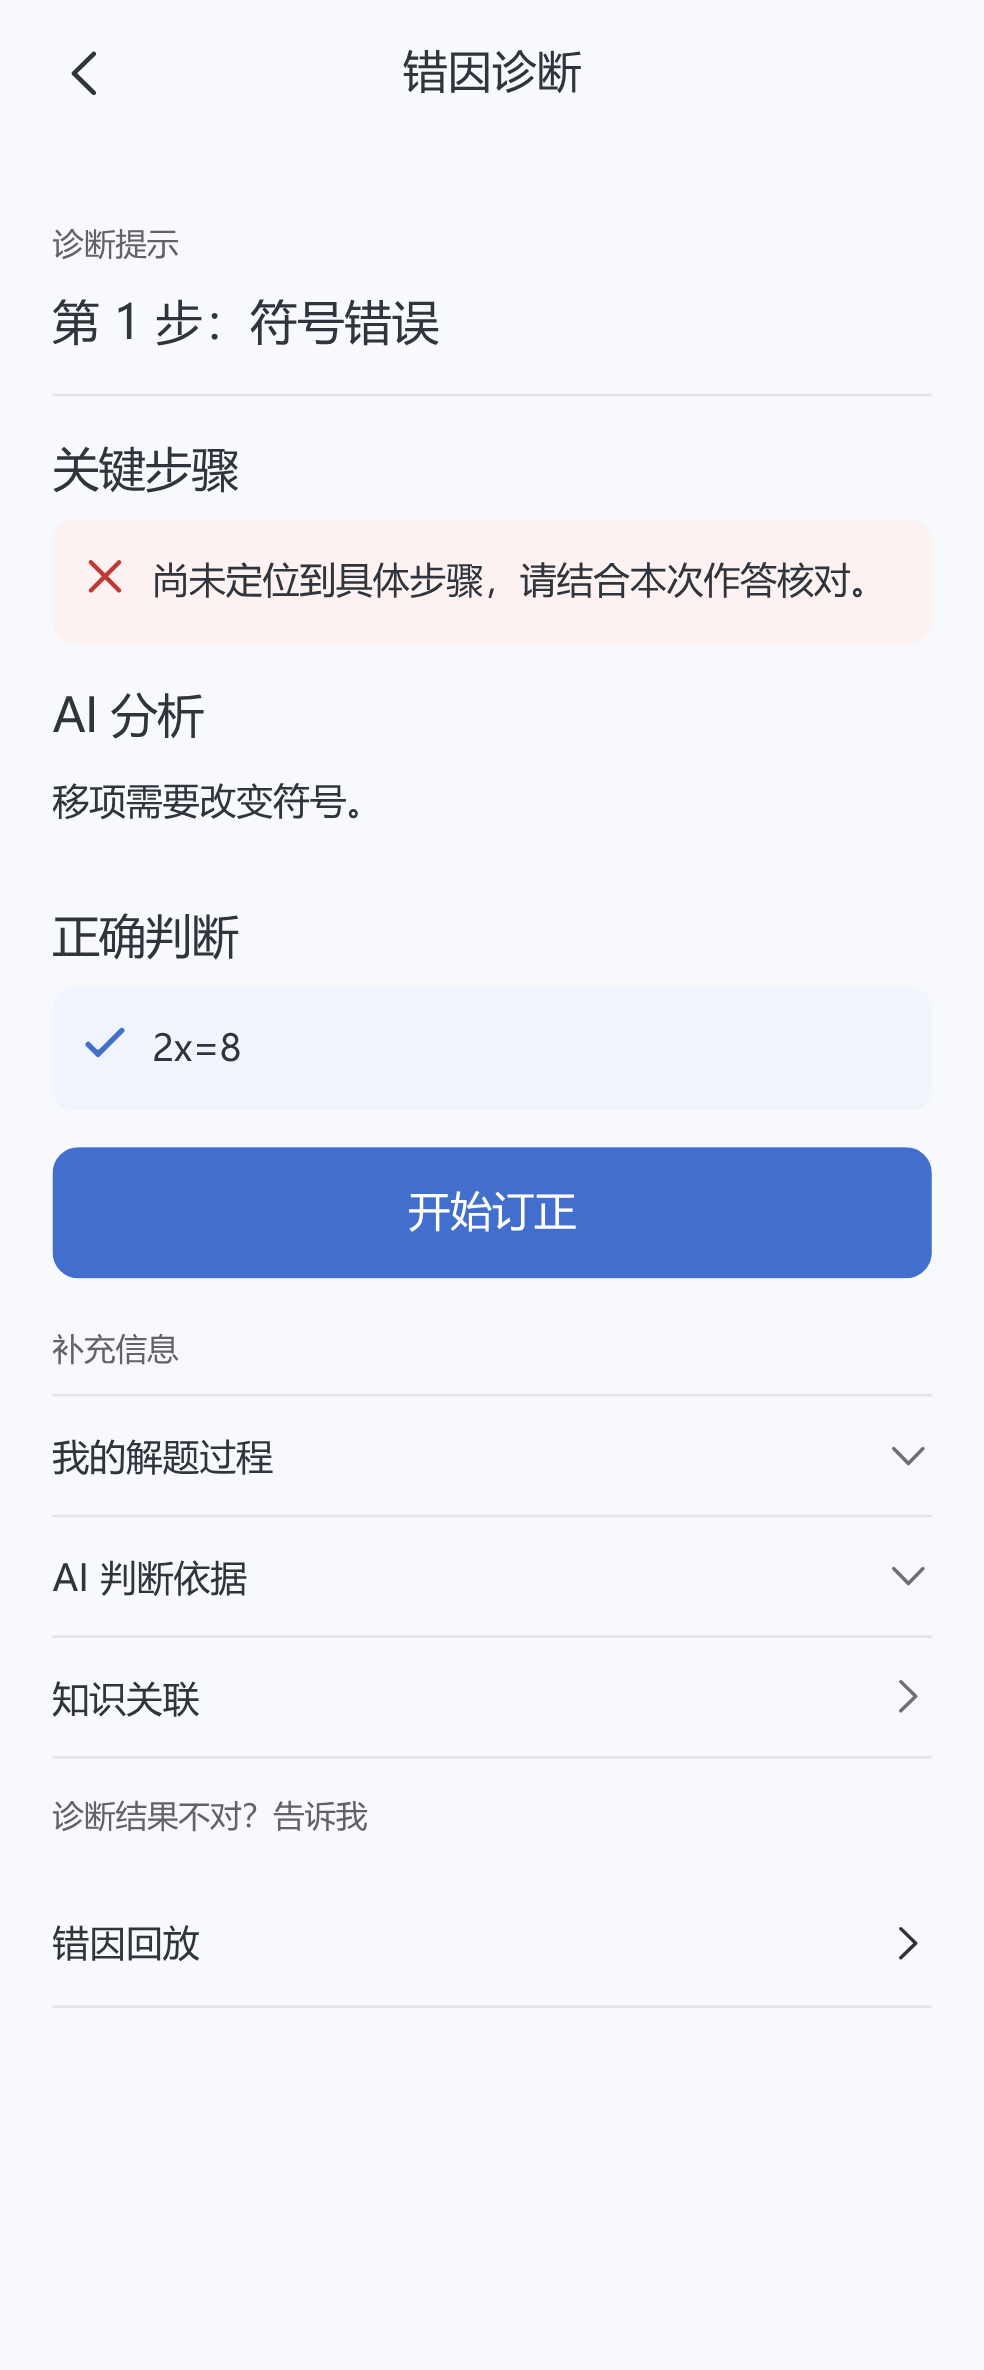 错因诊断
诊断提示
第 1 步：符号错误
关键步骤
尚未定位到具体步骤，请结合本次作答核对。
AI 分析
移项需要改变符号。
正确判断
2x=8
开始订正
补充信息
我的解题过程
AI 判断依据
知识关联
诊断结果不对？告诉我
错因回放